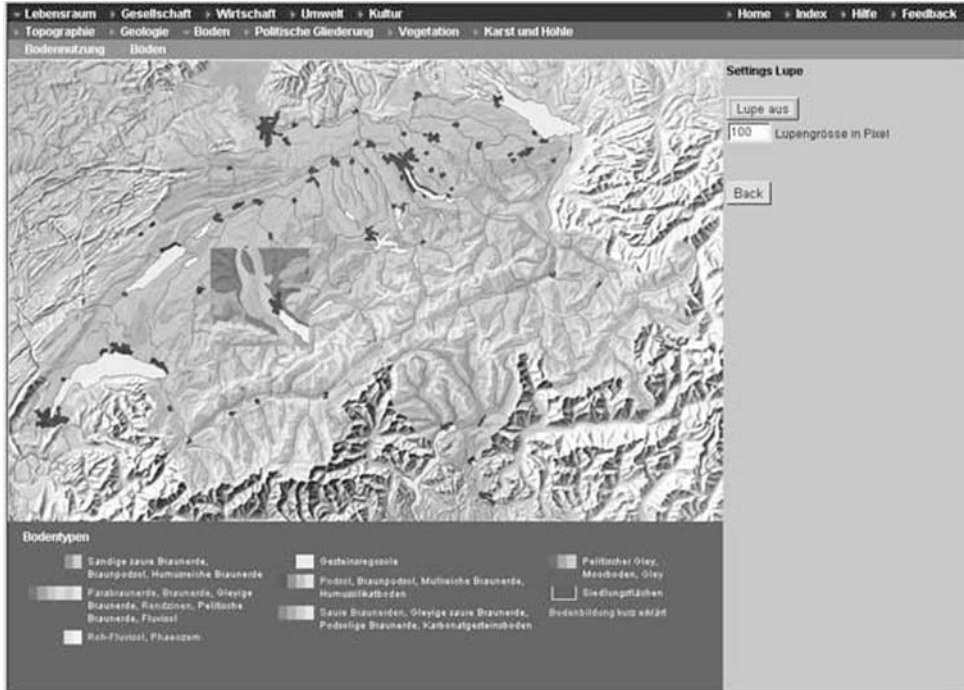 Lebensraum Gesellschaft Wirtschaft Umwelt Kultur Home Index Hilfe Feedback
Topographie Geologie Boden Politische Gliederung Vegetation Karst und Höhle
Bodennutzung Böden
Settings Lupe
Lupe aus
100 Lupengrösse in Pixel
Back
Bodentypen
Sandige saure Braunerde,
Braunpodsol, Humusreiche Braunerde
Parabraunerde, Braunerde, Gleyige
Braunerde, Rendzinen, Pelitische
Braunerde, Fluvisol
Roh-Fluvisol, Phaeozem
Gesteinsregosole
Podsol, Braunpodsol, Mullreiche Braunerde,
Humussilikatboden
Saure Braunerden, Gleyige saure Braunerde,
Podsolige Braunerde, Karbonatgesteinsboden
Pelitischer Gley,
Moorboden, Gley
Siedlungsflächen
Bodenbildung kurz erklärt